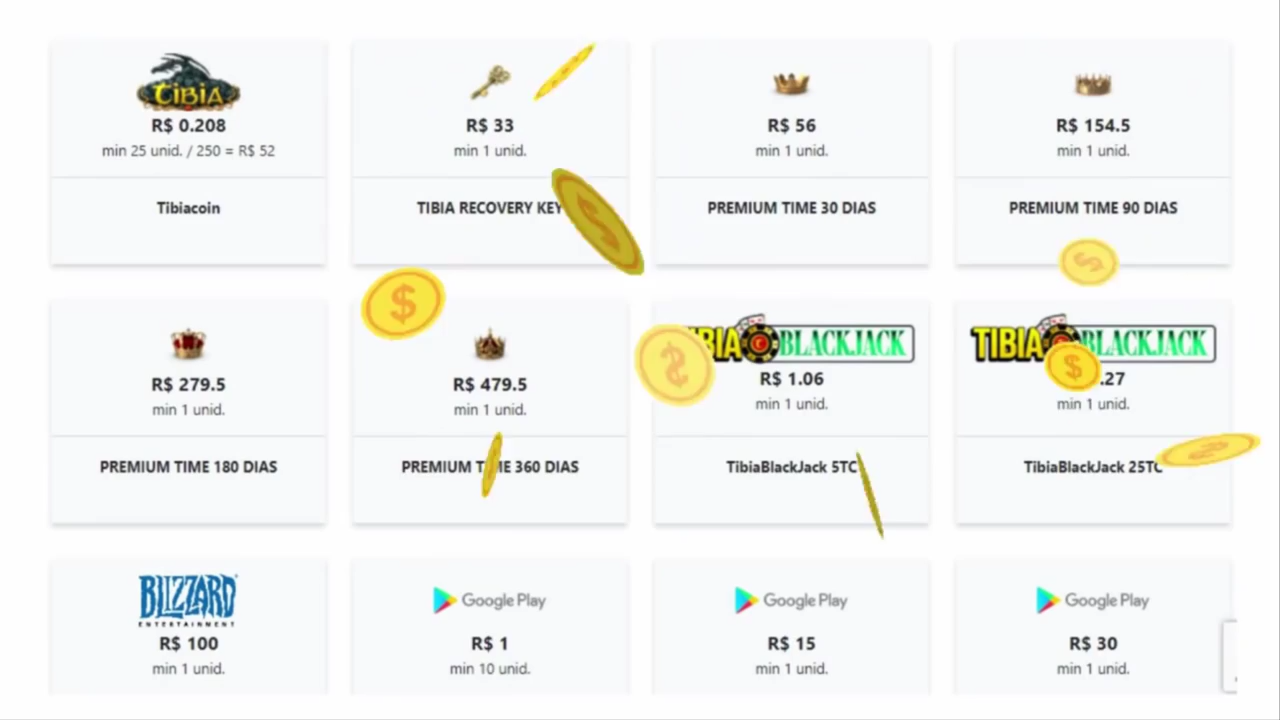 TIBIA
R$ 0.208
min 25 unid. / 250 = R$ 52
Tibiacoin
R$ 33
min 1 unid.
TIBIA RECOVERY KEY
R$ 56
min 1 unid.
PREMIUM TIME 30 DIAS
R$ 154.5
min 1 unid.
PREMIUM TIME 90 DIAS
R$ 279.5
min 1 unid.
PREMIUM TIME 180 DIAS
R$ 479.5
min 1 unid.
PREMIUM TIME 360 DIAS
BLACKJACK
R$ 1.06
min 1 unid.
TibiaBlackJack 5TC
TIBIA BLACKJACK
.27
min 1 unid.
TibiaBlackJack 25TC
BLIZZARD
ENTERTAINMENT
R$ 100
min 1 unid.
Google Play
R$ 1
min 10 unid.
Google Play
R$ 15
min 1 unid.
Google Play
R$ 30
min 1 unid.